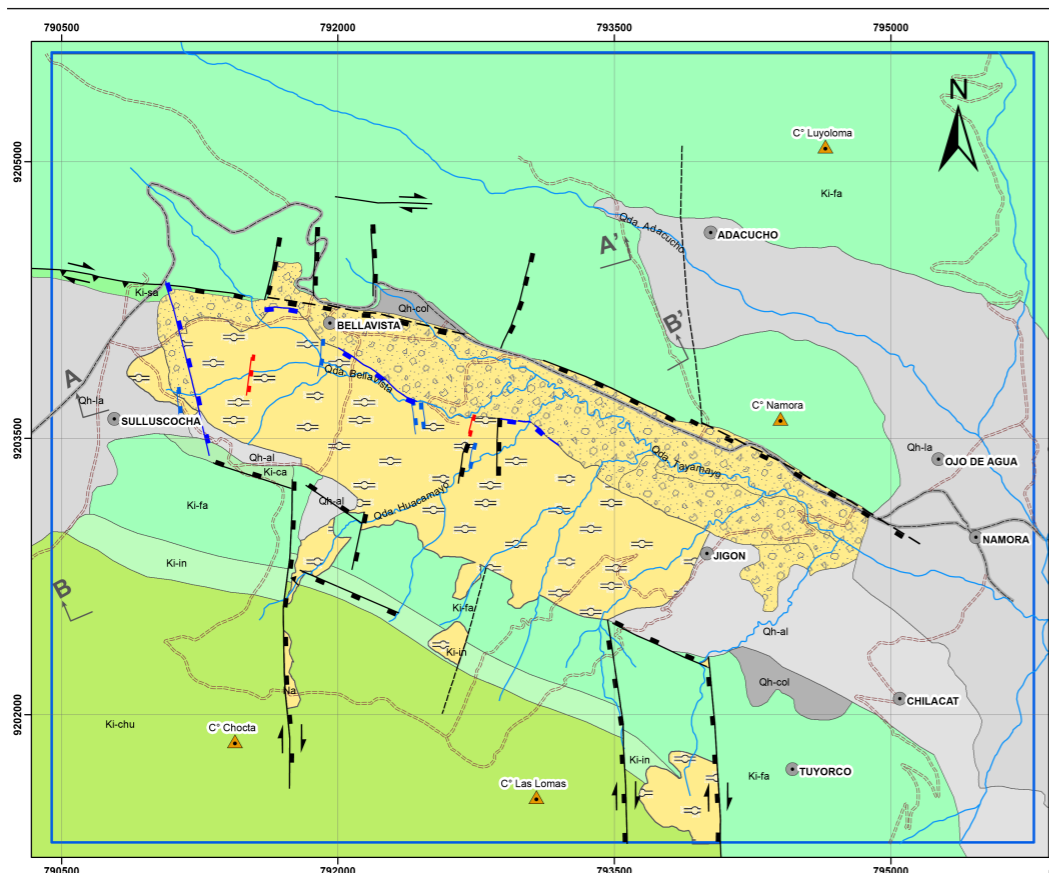 790500 792000 793500 795000
N
C° Luyoloma
9205000
Ki-fa
Qda. Adacucho
ADACUCHO
A'
Ki-sa
Qh-col
BELLAVISTA
B'
Qda. Bellavista
A
Qh-la
SULLUSCOCHA
C° Namora
9203500
Qh-al
Qda. Tayamayo
Qh-la
OJO DE AGUA
Ki-ca
Ki-fa
Qh-al
Qda. Huacamayo
NAMORA
JIGON
Ki-in
B
Ki-fa
Qh-al
Ki-in
Qh-col
Na
CHILACAT
9202000
Ki-chu
C° Chocta
Ki-in
Ki-fa
TUYORCO
C° Las Lomas
790500 792000 793500 795000